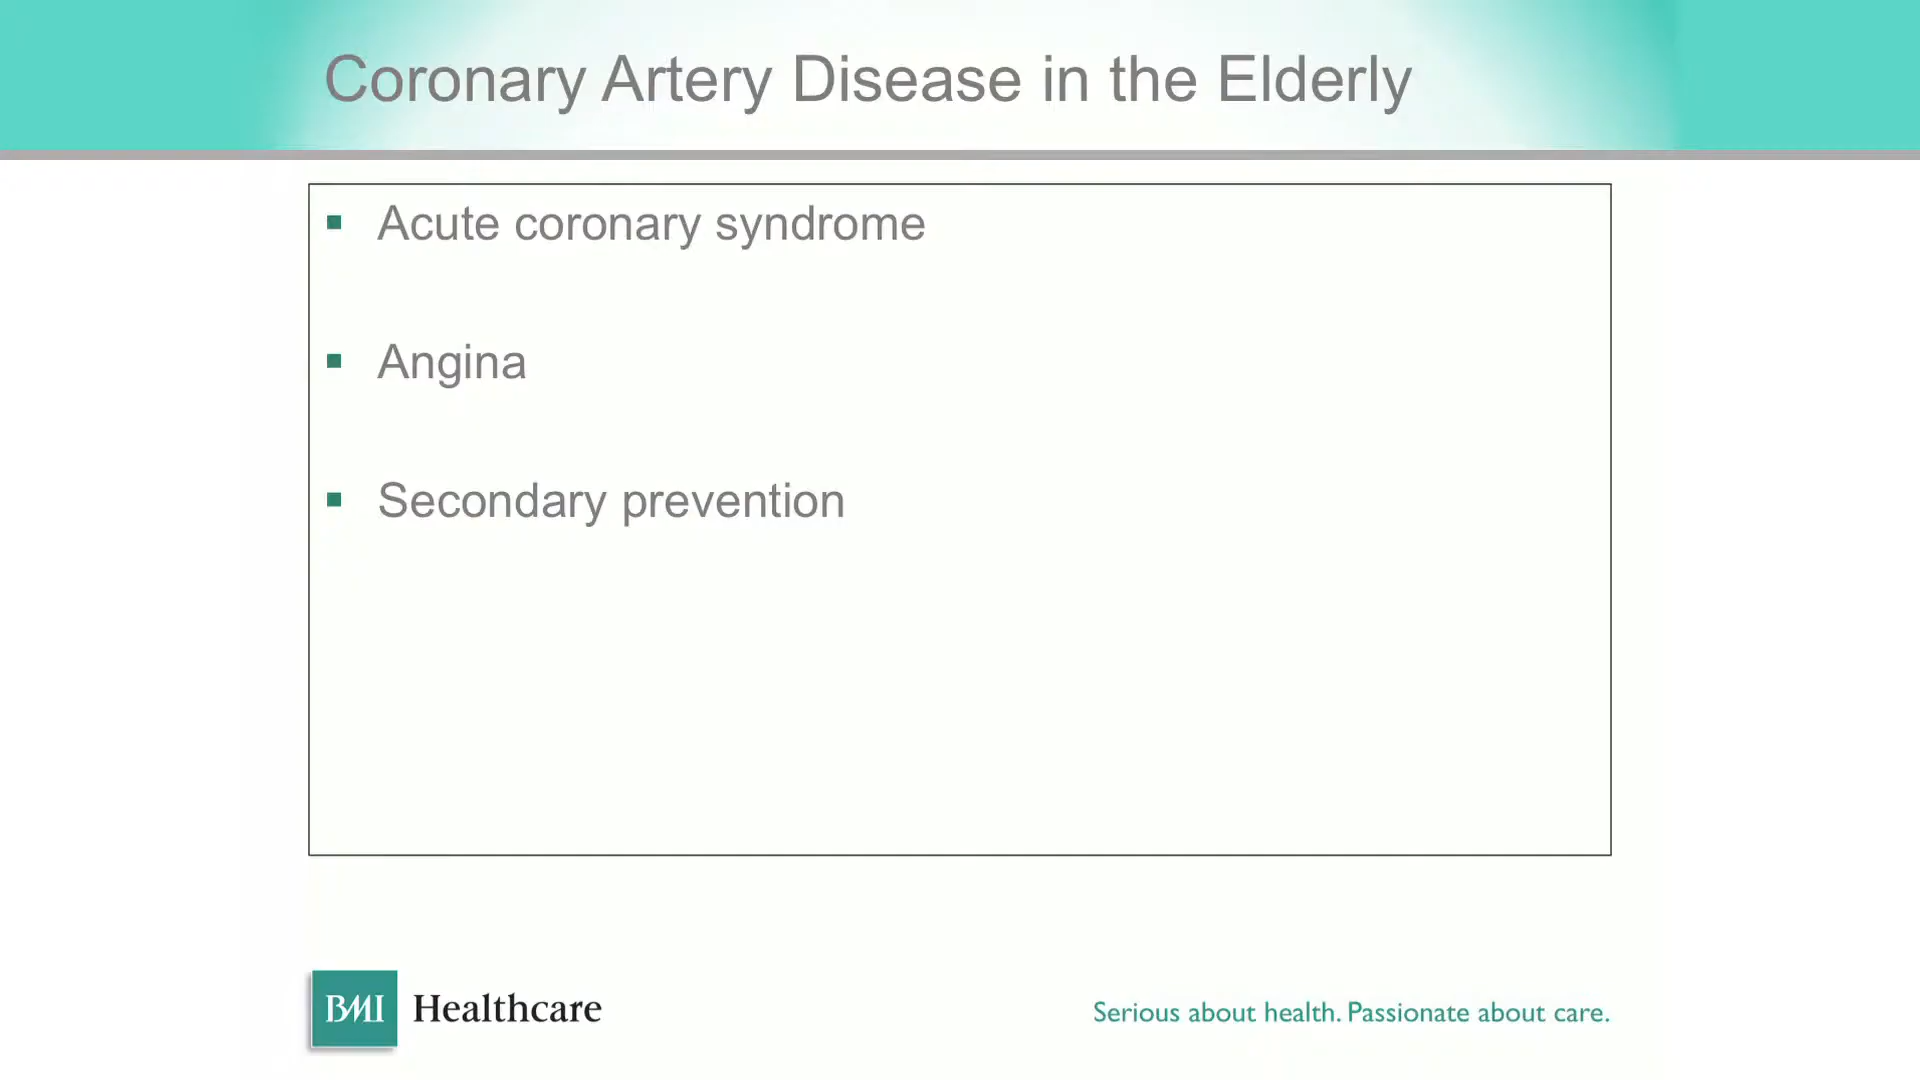 Coronary Artery Disease in the Elderly
Acute coronary syndrome
Angina
Secondary prevention
BMI Healthcare
Serious about health. Passionate about care.